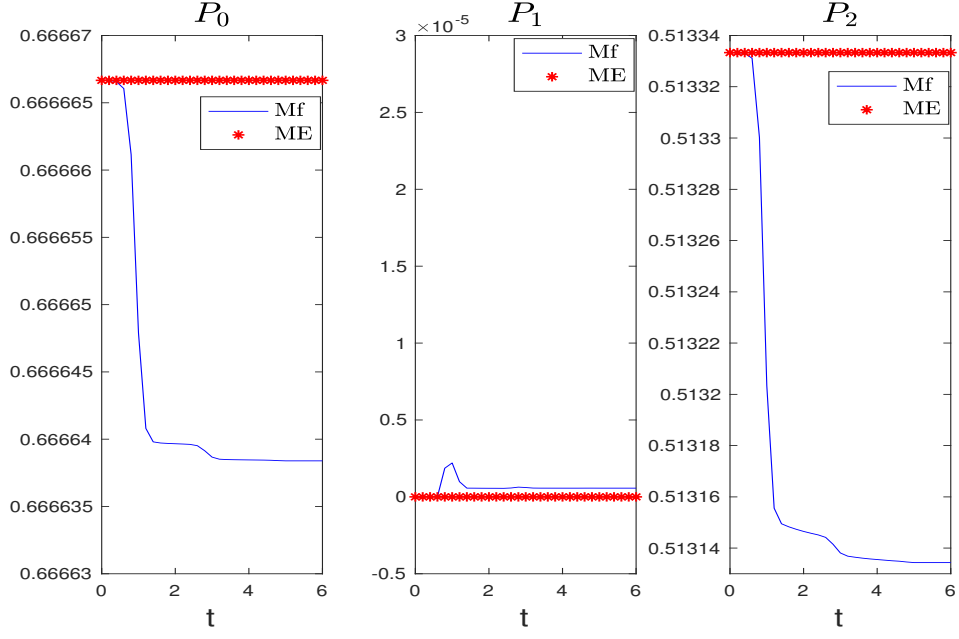 P₀
0.66667
0.666665
0.66666
0.666655
0.66665
0.666645
0.66664
0.666635
0.66663
0 2 4 6
t
Mf
ME
P₁
× 10⁻⁵
3
2.5
2
1.5
1
0.5
0
-0.5
0 2 4 6
t
Mf
ME
P₂
0.51334
0.51332
0.5133
0.51328
0.51326
0.51324
0.51322
0.5132
0.51318
0.51316
0.51314
0 2 4 6
t
Mf
ME